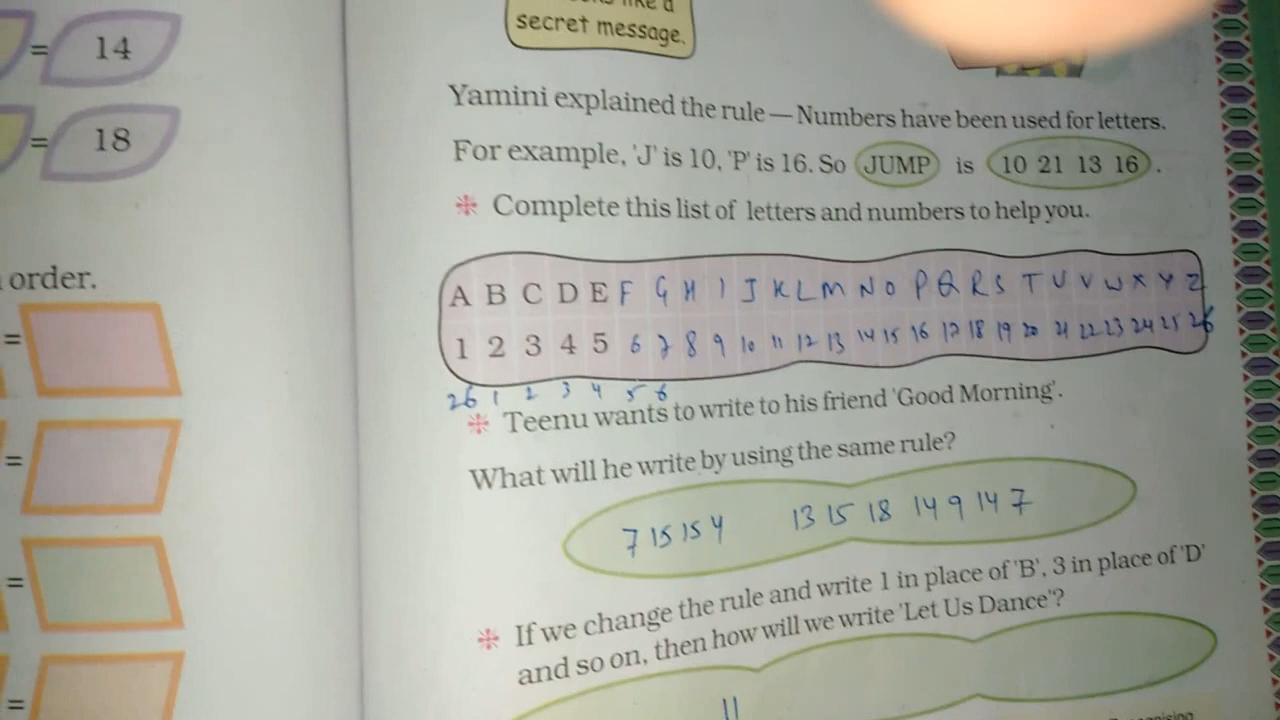 = 14
= 18
order.
=
=
=
=
secret message.
Yamini explained the rule — Numbers have been used for letters.
For example, 'J' is 10, 'P' is 16. So JUMP is 10 21 13 16.
Complete this list of letters and numbers to help you.
A B C D E F G H I J K L M N O P Q R S T U V W X Y Z
1 2 3 4 5 6 7 8 9 10 11 12 13 14 15 16 17 18 19 20 21 22 23 24 25 26
26 1 2 3 4 5 6
Teenu wants to write to his friend 'Good Morning'.
What will he write by using the same rule?
7 15 15 4 13 15 18 14 9 14 7
If we change the rule and write 1 in place of 'B', 3 in place of 'D'
and so on, then how will we write 'Let Us Dance'?
11